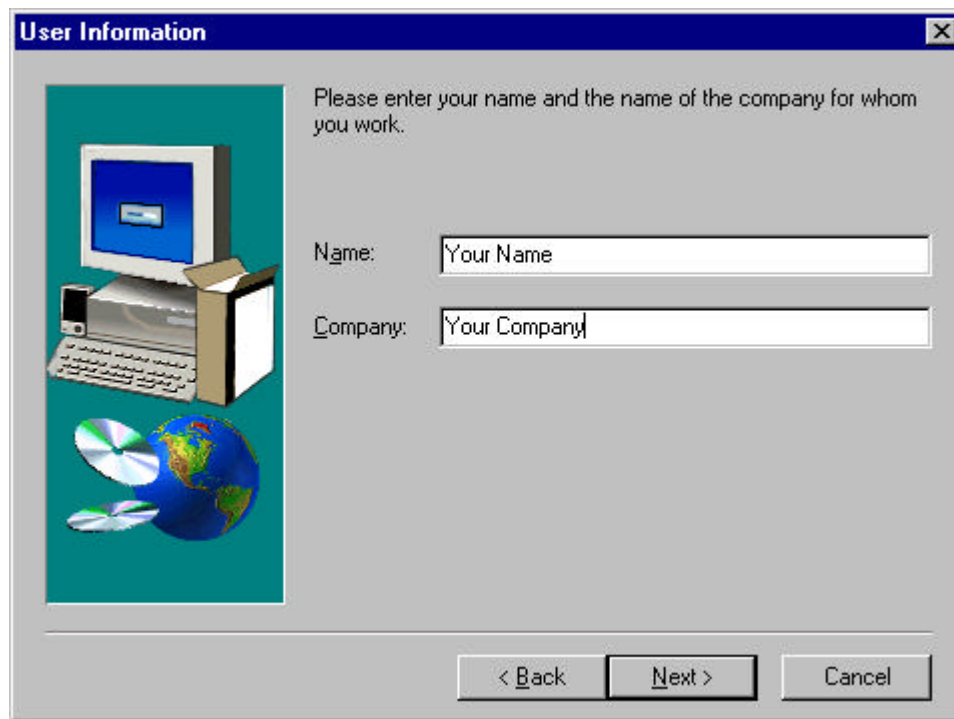 User Information
Please enter your name and the name of the company for whom
you work.
Name: Your Name
Company: Your Company
< Back Next > Cancel